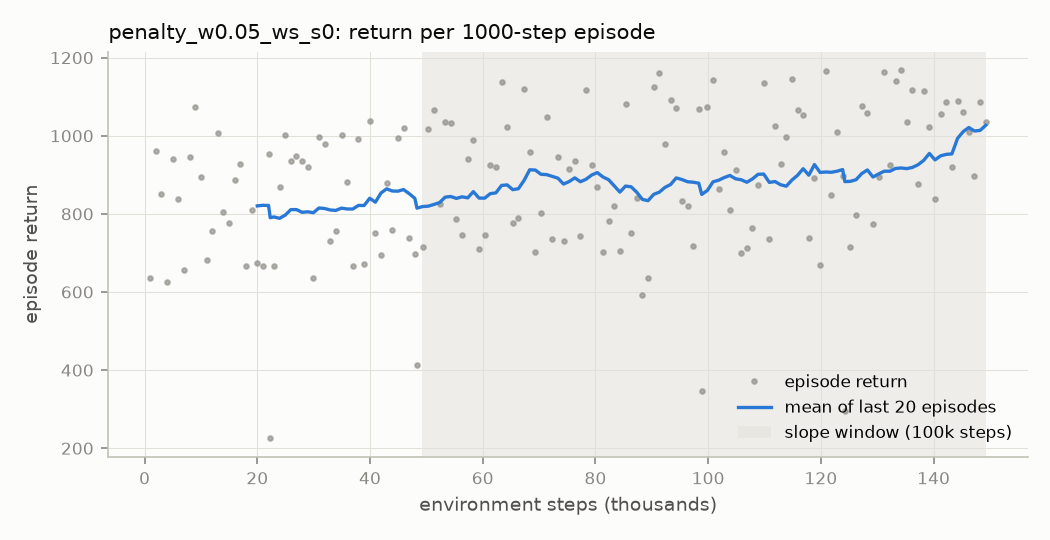 penalty_w0.05_ws_s0: return per 1000-step episode
episode return
1200
1000
800
600
400
200
episode return
mean of last 20 episodes
slope window (100k steps)
0 20 40 60 80 100 120 140
environment steps (thousands)